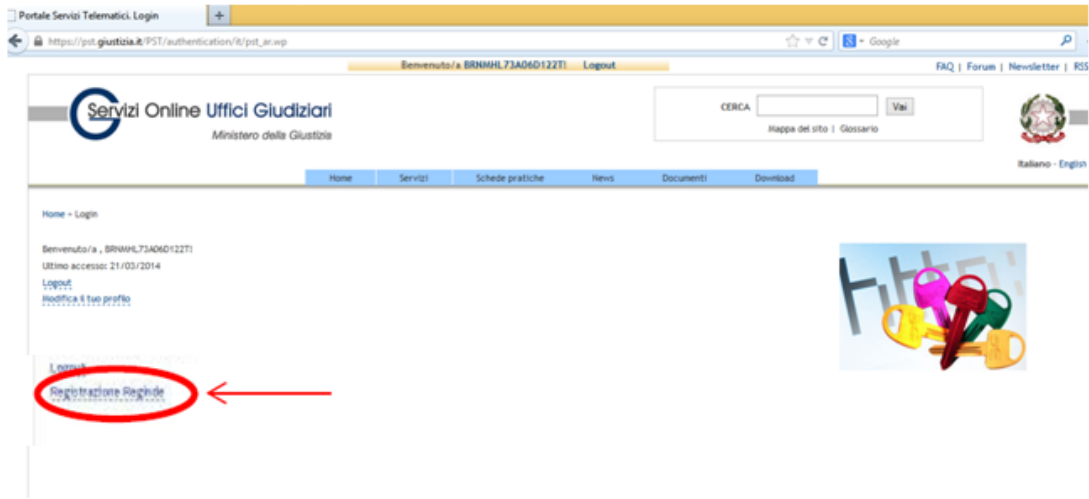 Portale Servizi Telematici. Login
https://pst.giustizia.it/PST/authentication/it/pst_ar.wp
Google
Benvenuto/a BRNMHL73A06D122T! Logout
FAQ | Forum | Newsletter | RSS
Servizi Online Uffici Giudiziari
Ministero della Giustizia
CERCA Vai
Mappa del sito | Glossario
Italiano - English
Home Servizi Schede pratiche News Documenti Download
Home » Login
Benvenuto/a , BRNMHL73A06D122T!
Ultimo accesso: 21/03/2014
Logout
Modifica il tuo profilo
Logout
Registrazione Reginde